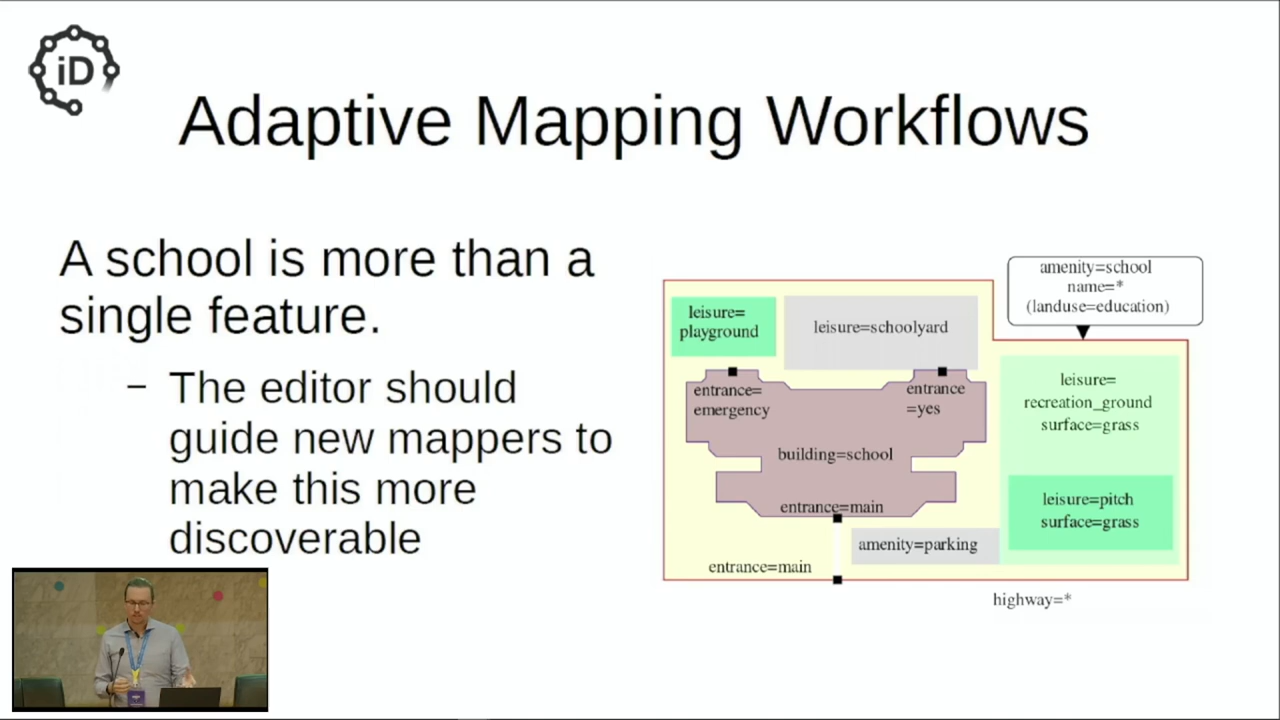 iD
Adaptive Mapping Workflows
A school is more than a
single feature.
– The editor should
guide new mappers to
make this more
discoverable
amenity=school
name=*
(landuse=education)
leisure=
playground
leisure=schoolyard
entrance=
emergency
entrance
=yes
leisure=
recreation_ground
surface=grass
building=school
entrance=main
leisure=pitch
surface=grass
amenity=parking
entrance=main
highway=*